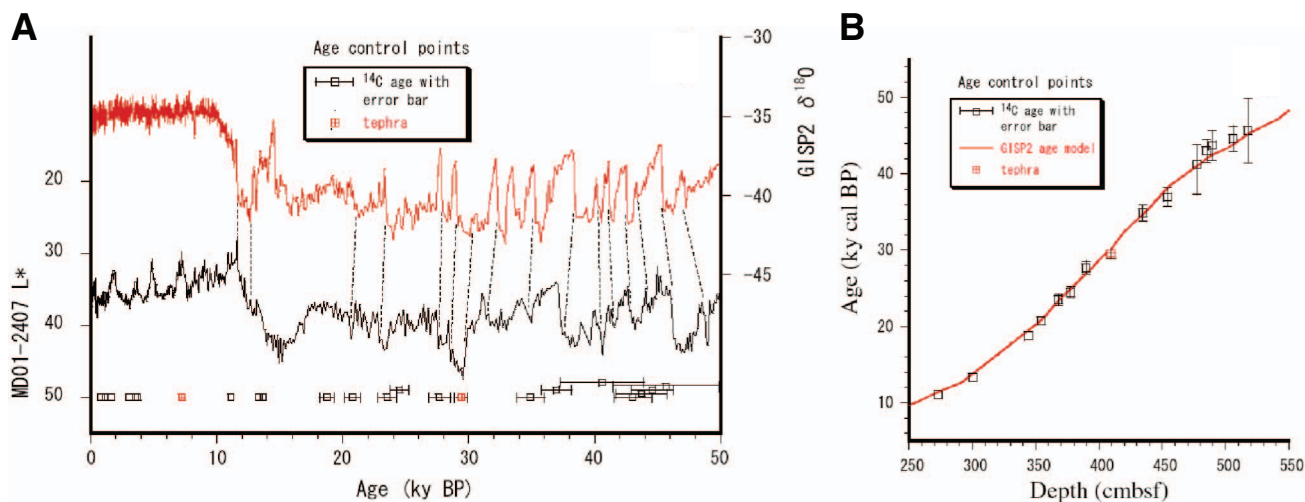 A
Age control points
¹⁴C age with
error bar
tephra
MD01-2407 L*
20
30
40
50
GISP2 δ¹⁸O
-30
-35
-40
-45
0
10
20
30
40
50
Age (ky BP)
B
Age control points
¹⁴C age with
error bar
GISP2 age model
tephra
Age (ky cal BP)
50
40
30
20
10
250
300
350
400
450
500
550
Depth (cmbsf)